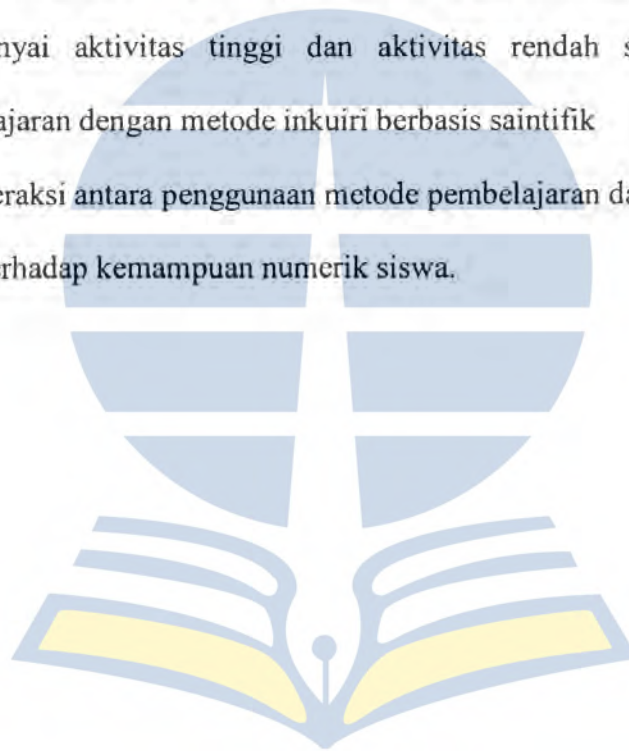 nyai aktivitas tinggi dan aktivitas rendah s
ajaran dengan metode inkuiri berbasis saintifik
eraksi antara penggunaan metode pembelajaran da
erhadap kemampuan numerik siswa.